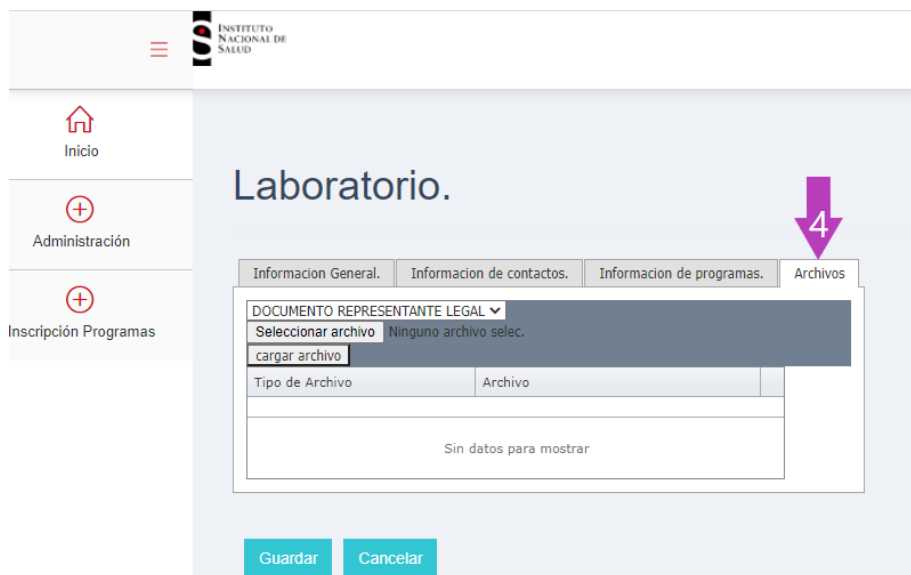 INSTITUTO
NACIONAL DE
SALUD
Inicio
Administración
Inscripción Programas
Laboratorio.
4
Informacion General. Informacion de contactos. Informacion de programas. Archivos
DOCUMENTO REPRESENTANTE LEGAL
Seleccionar archivo Ninguno archivo selec.
cargar archivo
Tipo de Archivo Archivo
Sin datos para mostrar
Guardar Cancelar